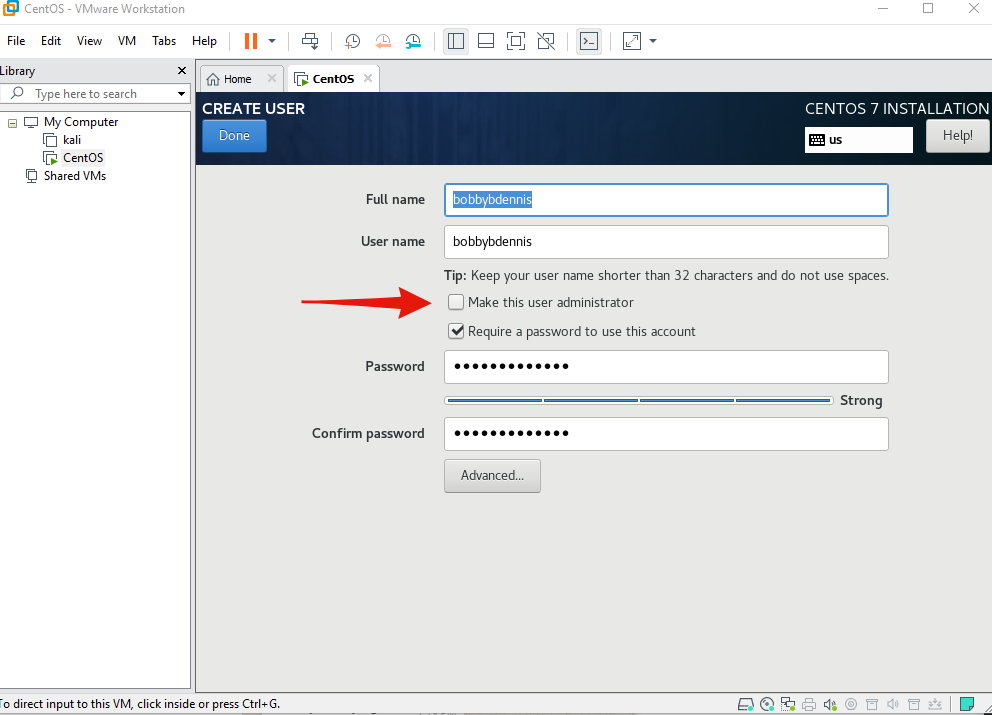 CentOS - VMware Workstation
File Edit View VM Tabs Help
Library
Home
CentOS
Type here to search
My Computer
kali
CentOS
Shared VMs
CREATE USER
CENTOS 7 INSTALLATION
Done
us
Help!
Full name
bobbybdennis
User name
bobbybdennis
Tip: Keep your user name shorter than 32 characters and do not use spaces.
Make this user administrator
Require a password to use this account
Password
•••••••••••••
Strong
Confirm password
•••••••••••••
Advanced...
To direct input to this VM, click inside or press Ctrl+G.